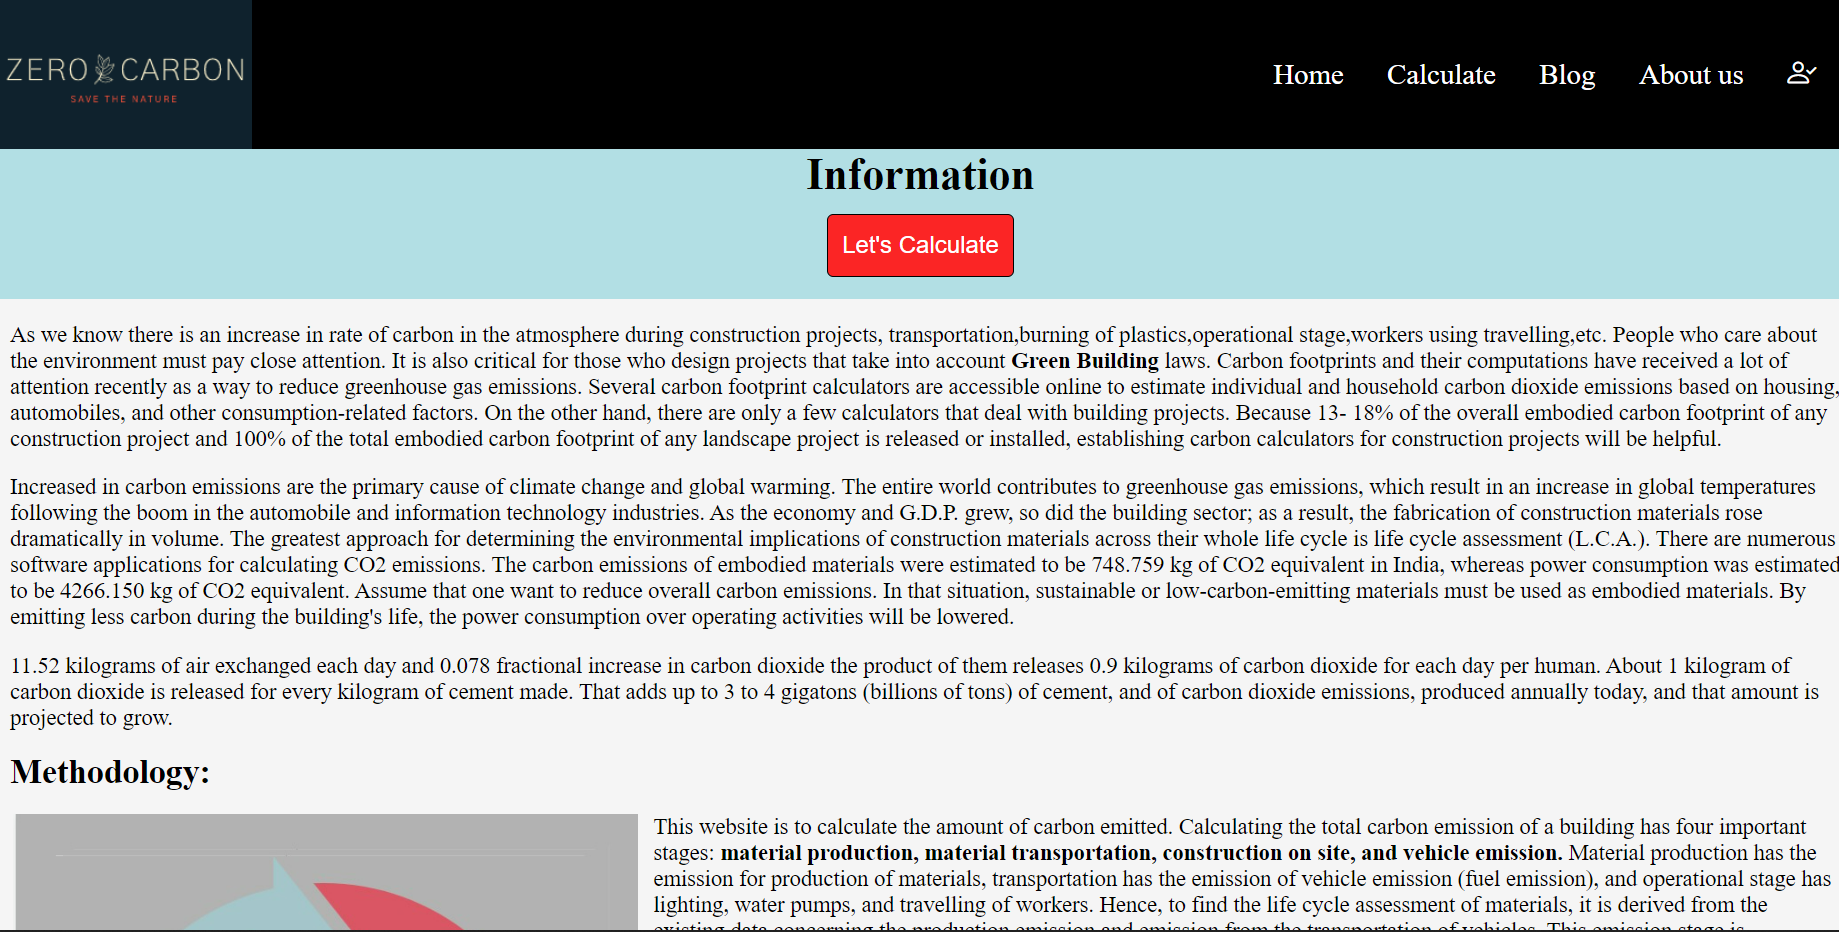 ZERO CARBON
SAVE THE NATURE
Home Calculate Blog About us
Information
Let's Calculate
As we know there is an increase in rate of carbon in the atmosphere during construction projects, transportation,burning of plastics,operational stage,workers using travelling,etc. People who care about
the environment must pay close attention. It is also critical for those who design projects that take into account Green Building laws. Carbon footprints and their computations have received a lot of
attention recently as a way to reduce greenhouse gas emissions. Several carbon footprint calculators are accessible online to estimate individual and household carbon dioxide emissions based on housing,
automobiles, and other consumption-related factors. On the other hand, there are only a few calculators that deal with building projects. Because 13- 18% of the overall embodied carbon footprint of any
construction project and 100% of the total embodied carbon footprint of any landscape project is released or installed, establishing carbon calculators for construction projects will be helpful.
Increased in carbon emissions are the primary cause of climate change and global warming. The entire world contributes to greenhouse gas emissions, which result in an increase in global temperatures
following the boom in the automobile and information technology industries. As the economy and G.D.P. grew, so did the building sector; as a result, the fabrication of construction materials rose
dramatically in volume. The greatest approach for determining the environmental implications of construction materials across their whole life cycle is life cycle assessment (L.C.A.). There are numerous
software applications for calculating CO2 emissions. The carbon emissions of embodied materials were estimated to be 748.759 kg of CO2 equivalent in India, whereas power consumption was estimated
to be 4266.150 kg of CO2 equivalent. Assume that one want to reduce overall carbon emissions. In that situation, sustainable or low-carbon-emitting materials must be used as embodied materials. By
emitting less carbon during the building's life, the power consumption over operating activities will be lowered.
11.52 kilograms of air exchanged each day and 0.078 fractional increase in carbon dioxide the product of them releases 0.9 kilograms of carbon dioxide for each day per human. About 1 kilogram of
carbon dioxide is released for every kilogram of cement made. That adds up to 3 to 4 gigatons (billions of tons) of cement, and of carbon dioxide emissions, produced annually today, and that amount is
projected to grow.
Methodology:
This website is to calculate the amount of carbon emitted. Calculating the total carbon emission of a building has four important
stages: material production, material transportation, construction on site, and vehicle emission. Material production has the
emission for production of materials, transportation has the emission of vehicle emission (fuel emission), and operational stage has
lighting, water pumps, and travelling of workers. Hence, to find the life cycle assessment of materials, it is derived from the
existing data concerning the production emission and emission from the transportation of vehicles. This emission stage is